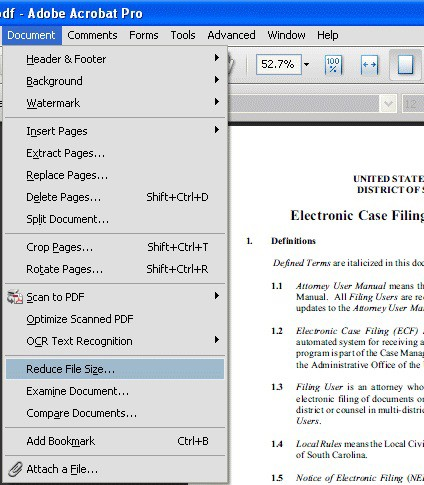 df - Adobe Acrobat Pro
Document Comments Forms Tools Advanced Window Help
Header & Footer
Background
Watermark
Insert Pages
Extract Pages...
Replace Pages...
Delete Pages... Shift+Ctrl+D
Split Document...
Crop Pages... Shift+Ctrl+T
Rotate Pages... Shift+Ctrl+R
Scan to PDF
Optimize Scanned PDF
OCR Text Recognition
Reduce File Size...
Examine Document...
Compare Documents...
Add Bookmark Ctrl+B
Attach a File...
52.7%
100%
12
UNITED STATE
DISTRICT OF S
Electronic Case Filing
1. Definitions
Defined Terms are italicized in this doc
1.1 Attorney User Manual means th
Manual. All Filing Users are re
updates to the Attorney User Ma
1.2 Electronic Case Filing (ECF)
automated system for receiving a
program is part of the Case Manag
the Administrative Office of the
1.3 Filing User is an attorney who
electronic filing of documents on
district or counsel in multi-distric
Users.
1.4 Local Rules means the Local Civi
of South Carolina.
1.5 Notice of Electronic Filing (NEI